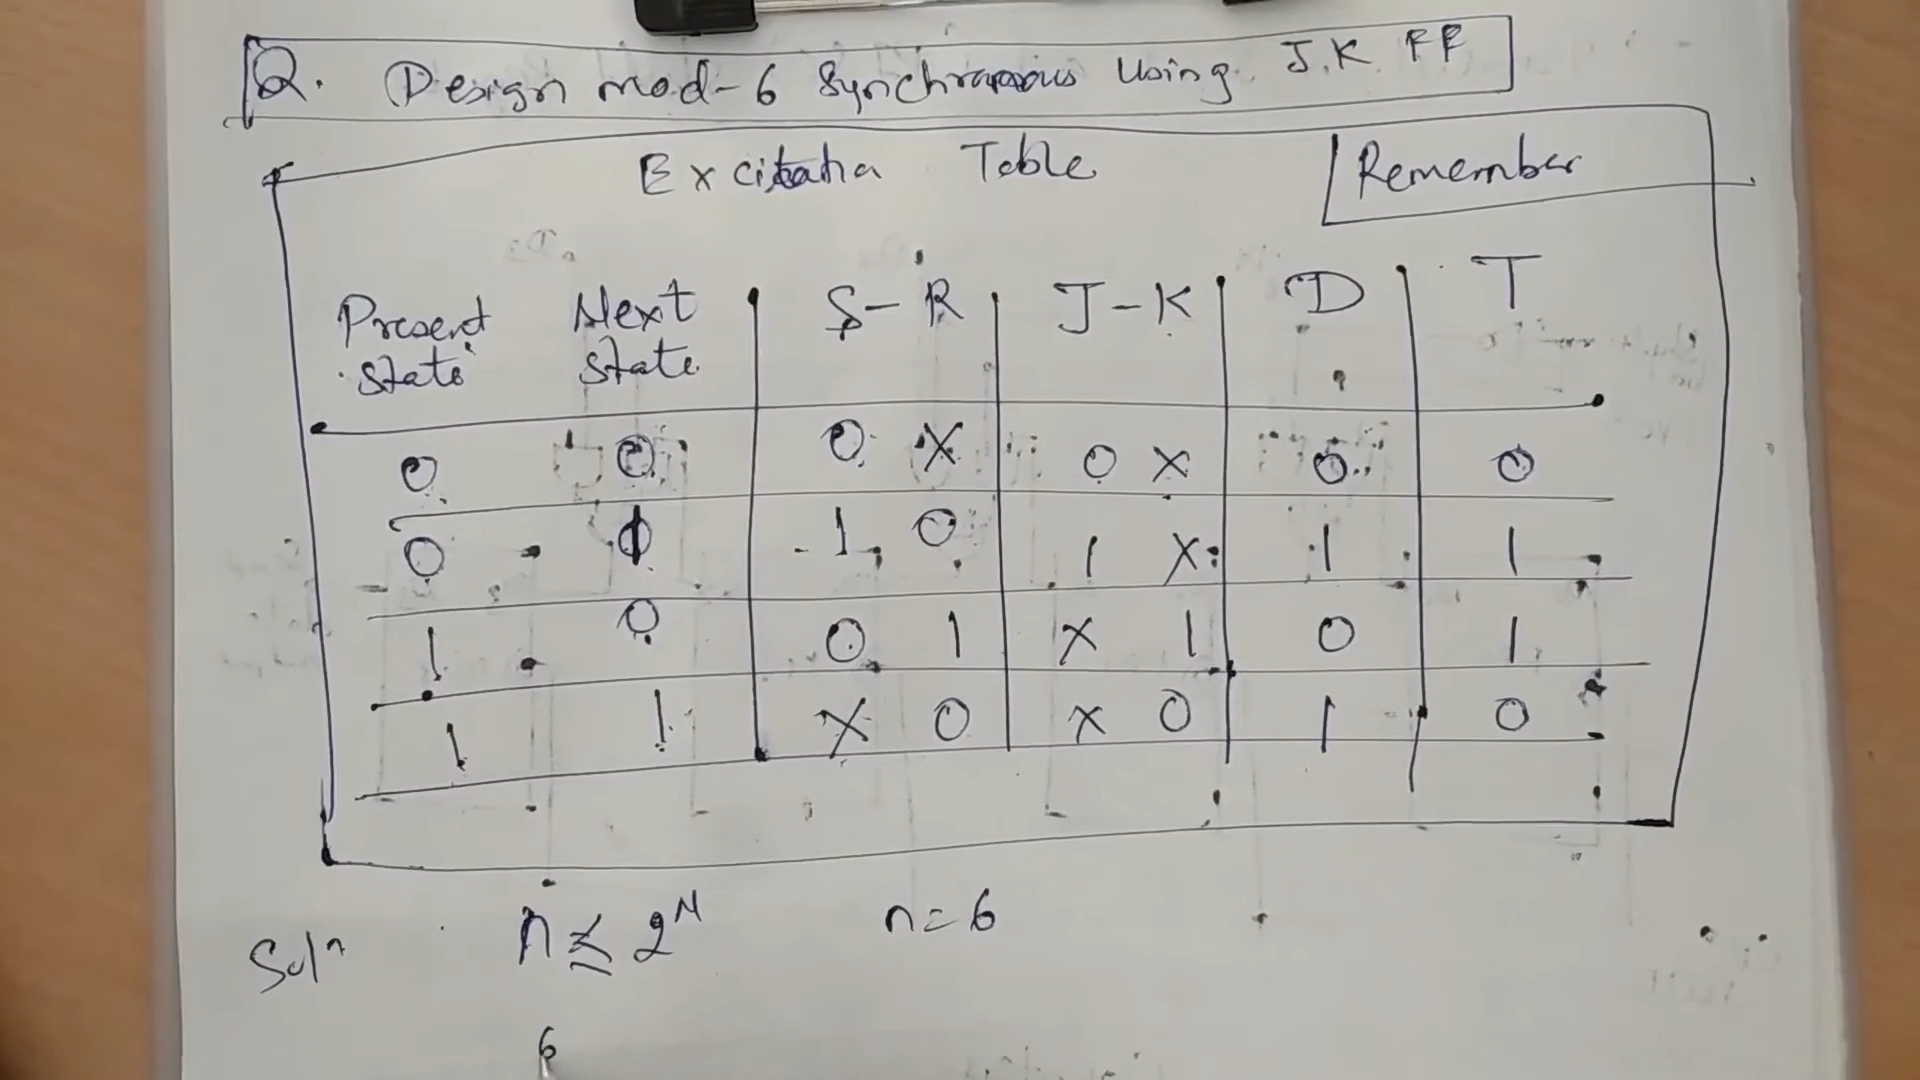 Q. Design mod-6 Synchronous Using J.K FF
Excitation Table Remember
Present state Next state S-R J-K D T
0 0 0 X 0 X 0 0
0 1 1 0 1 X 1 1
1 0 0 1 X 1 0 1
1 1 X 0 X 0 1 0
Solⁿ n ≤ 2ᴺ n=6
6